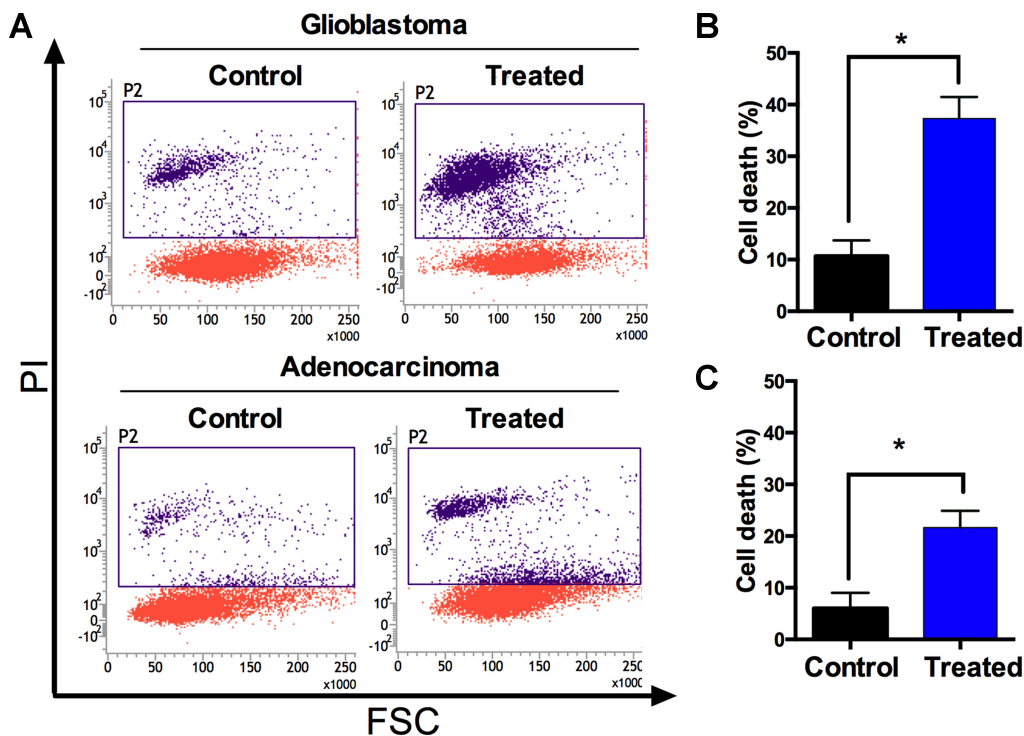 A
Glioblastoma
Control
Treated
P2
10^5
10^4
10^3
10^2
0
-10^2
0 50 100 150 200 250
x1000
P2
10^5
10^4
10^3
10^2
0
-10^2
0 50 100 150 200 250
x1000
Adenocarcinoma
Control
Treated
P2
10^5
10^4
10^3
10^2
0
-10^2
0 50 100 150 200 250
x1000
P2
10^5
10^4
10^3
10^2
0
-10^2
0 50 100 150 200
x100
PI
FSC
B
Cell death (%)
50
40
30
20
10
0
*
Control Treated
C
Cell death (%)
50
40
30
20
10
0
*
Control Treated